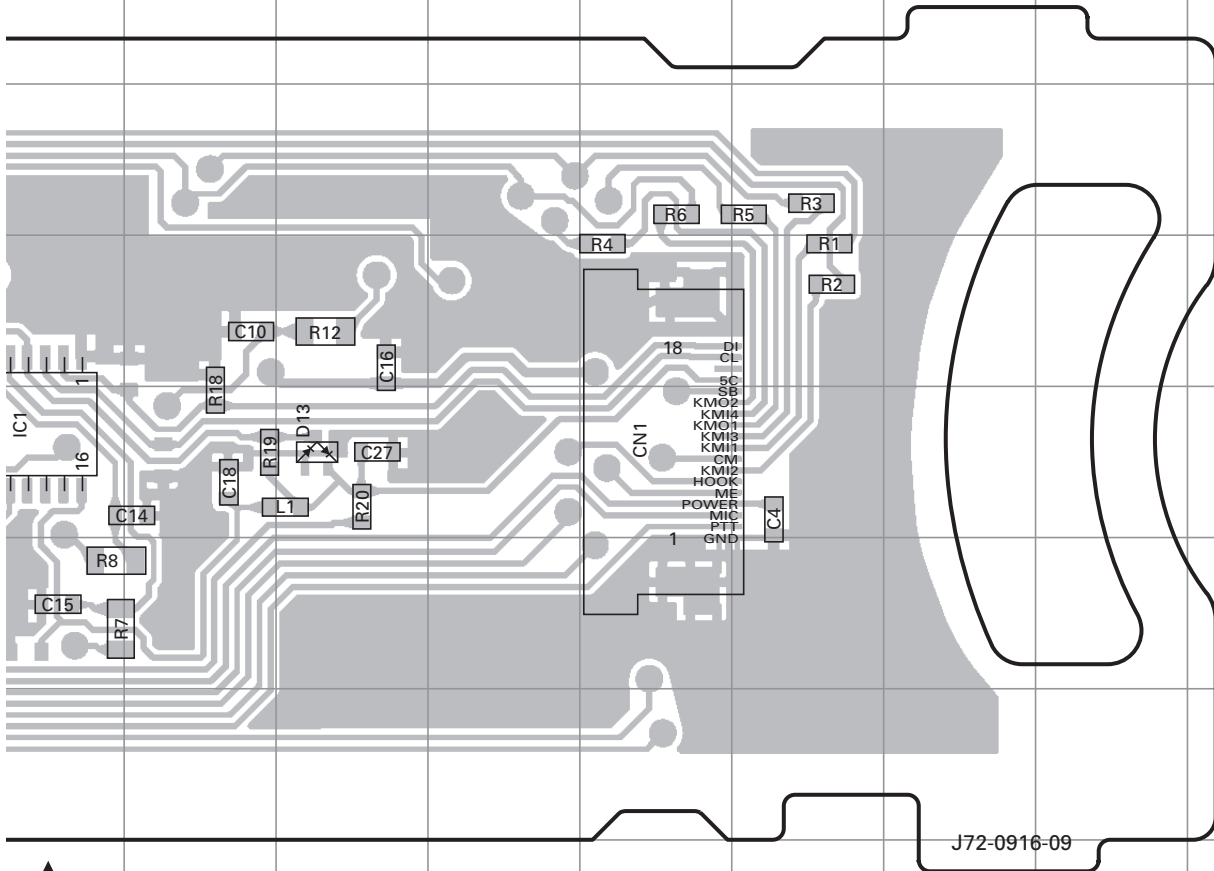 R3
R6
R5
R4
R1
R2
C10
R12
C16
18
DI
CL
1
R18
5C
SB
KMO2
KMI4
KMO1
KMI3
KMI1
CM
KMI2
HOOK
ME
POWER
MIC
PTT
GND
1
CN1
IC1
16
D13
R19
C27
C18
L1
R20
C4
C14
R8
C15
R7
J72-0916-09